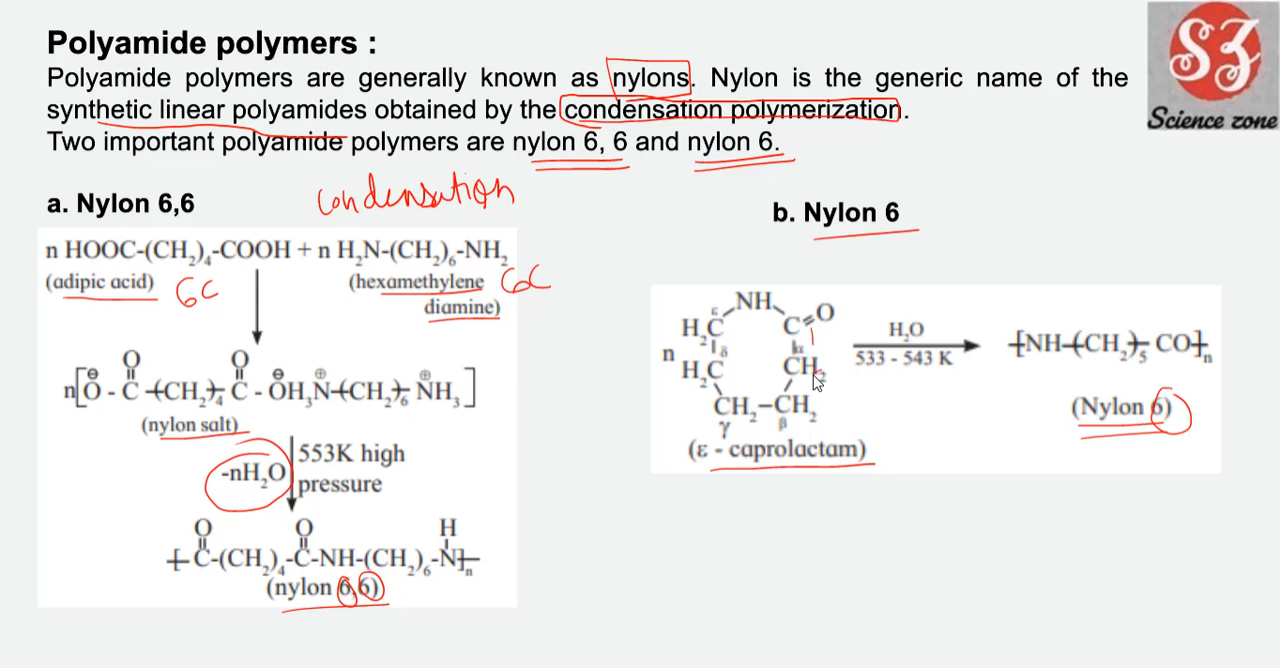 Polyamide polymers :
Polyamide polymers are generally known as nylons. Nylon is the generic name of the
synthetic linear polyamides obtained by the condensation polymerization.
Two important polyamide polymers are nylon 6, 6 and nylon 6.
SZ
Science zone
a. Nylon 6,6
condensation
n HOOC-(CH₂)₄-COOH + n H₂N-(CH₂)₆-NH₂
(adipic acid) 6C (hexamethylene 6C
diamine)
O O
n[O⊖ - C -(CH₂)₄- C - O⊖ H₃N⊕-(CH₂)₆- N⊕H₃]
(nylon salt)
-nH₂O 553K high
pressure
O O H
-[C-(CH₂)₄-C-NH-(CH₂)₆-N]-n
(nylon 6,6)
b. Nylon 6
ε NH
H₂C C=O
n δ α
H₂C CH₂
CH₂-CH₂
γ β
(ε - caprolactam)
H₂O
533 - 543 K
-[NH-(CH₂)₅-CO]-n
(Nylon 6)